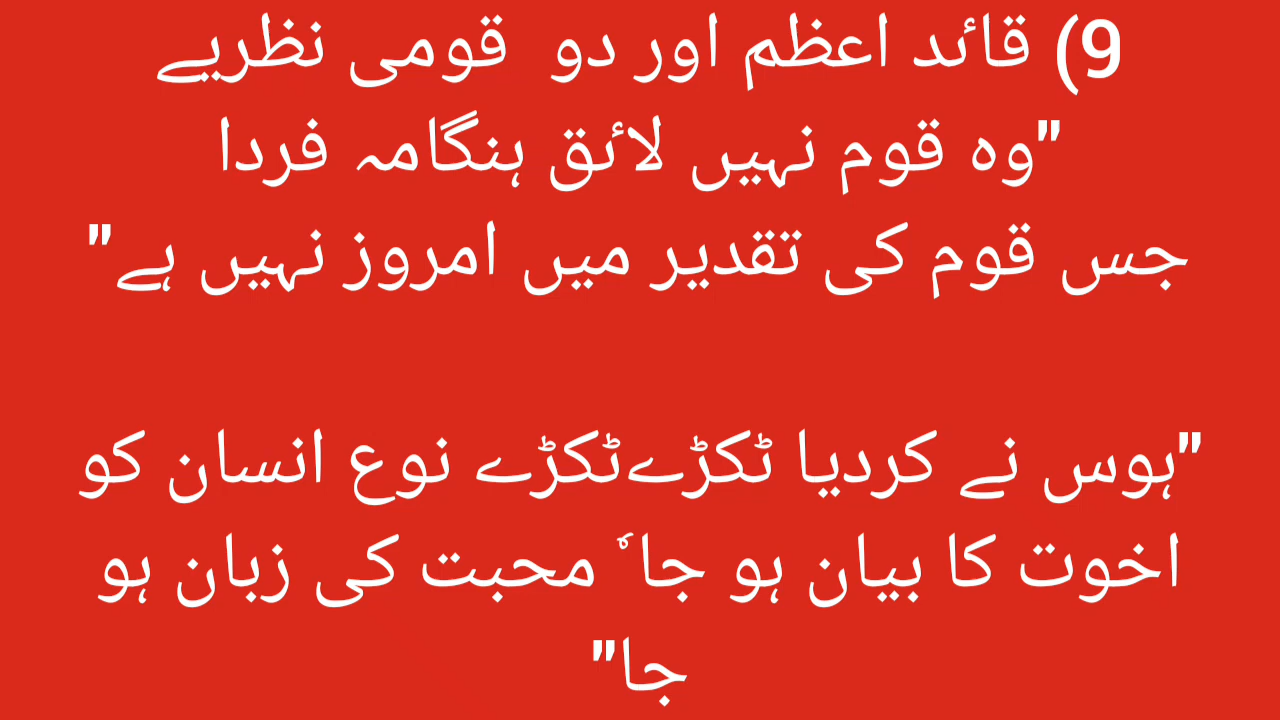 9) قائد اعظم اور دو قومی نظریے
"وہ قوم نہیں لائق ہنگامہ فردا
جس قوم کی تقدیر میں امروز نہیں ہے"
"ہوس نے کردیا ٹکڑےٹکڑے نوع انسان کو
اخوت کا بیان ہو جا ٗ محبت کی زبان ہو
جا"